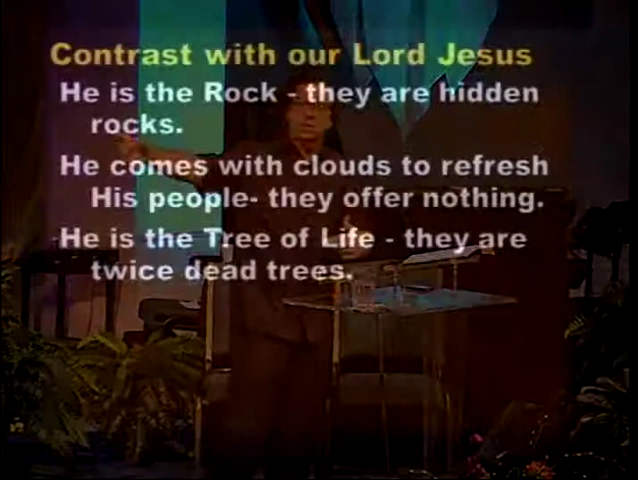 Contrast with our Lord Jesus
He is the Rock - they are hidden
rocks.
He comes with clouds to refresh
His people- they offer nothing.
He is the Tree of Life - they are
twice dead trees.